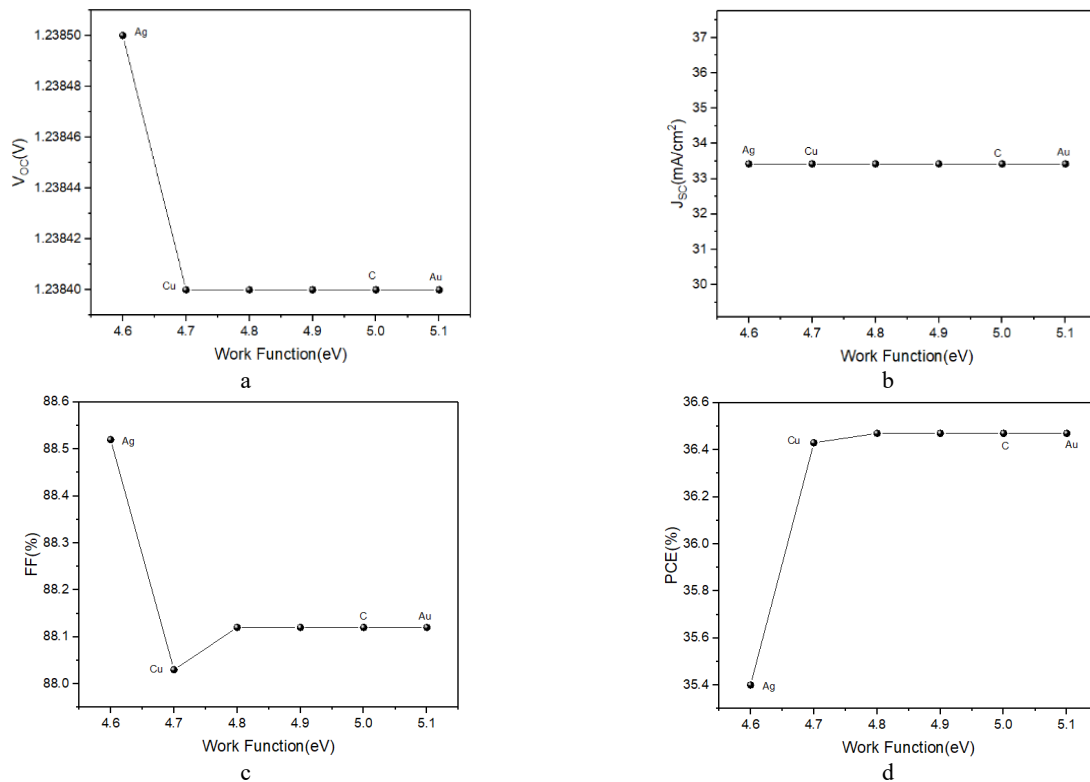 1.23850
1.23848
1.23846
1.23844
1.23842
1.23840
V_OC(V)
Ag
Cu
C
Au
4.6 4.7 4.8 4.9 5.0 5.1
Work Function(eV)
a
37
36
35
34
33
32
31
30
J_SC(mA/cm²)
Ag
Cu
C
Au
4.6 4.7 4.8 4.9 5.0 5.1
Work Function(eV)
b
88.6
88.5
88.4
88.3
88.2
88.1
88.0
FF(%)
Ag
Cu
C
Au
4.6 4.7 4.8 4.9 5.0 5.1
Work Function(eV)
c
36.6
36.4
36.2
36.0
35.8
35.6
35.4
PCE(%)
Cu
C
Au
Ag
4.6 4.7 4.8 4.9 5.0 5.1
Work Function(eV)
d